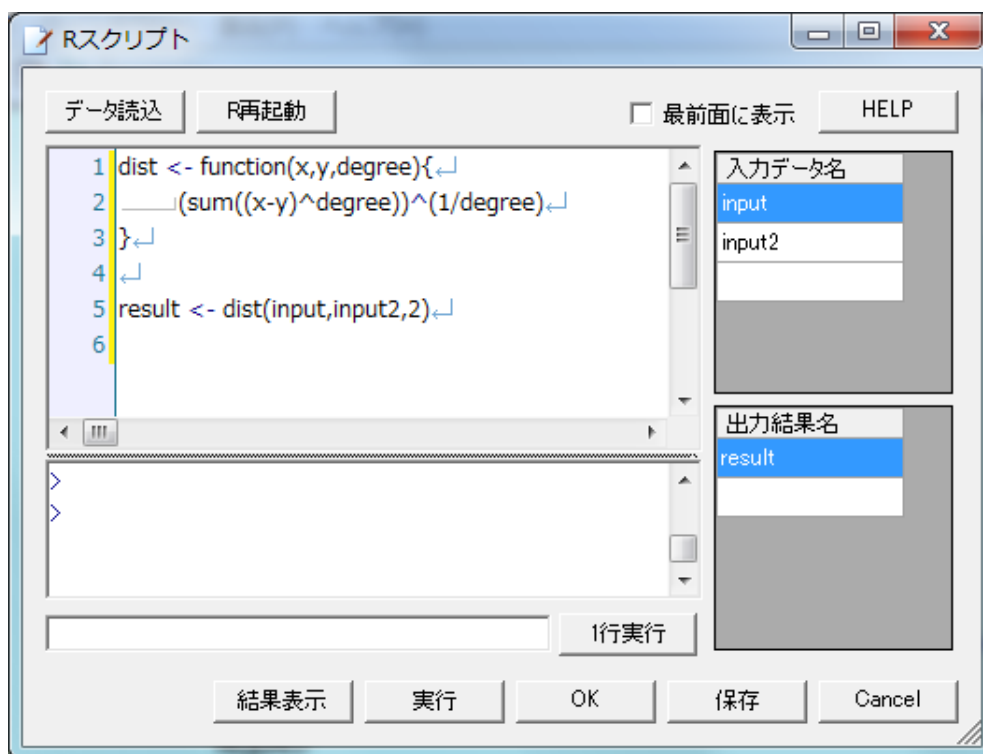 Rスクリプト
データ読込 R再起動 最前面に表示 HELP
1 dist <- function(x,y,degree){↵
2 (sum((x-y)^degree))^(1/degree)↵
3 }↵
4 ↵
5 result <- dist(input,input2,2)↵
6
入力データ名
input
input2
出力結果名
result
>
>
1行実行
結果表示 実行 OK 保存 Cancel